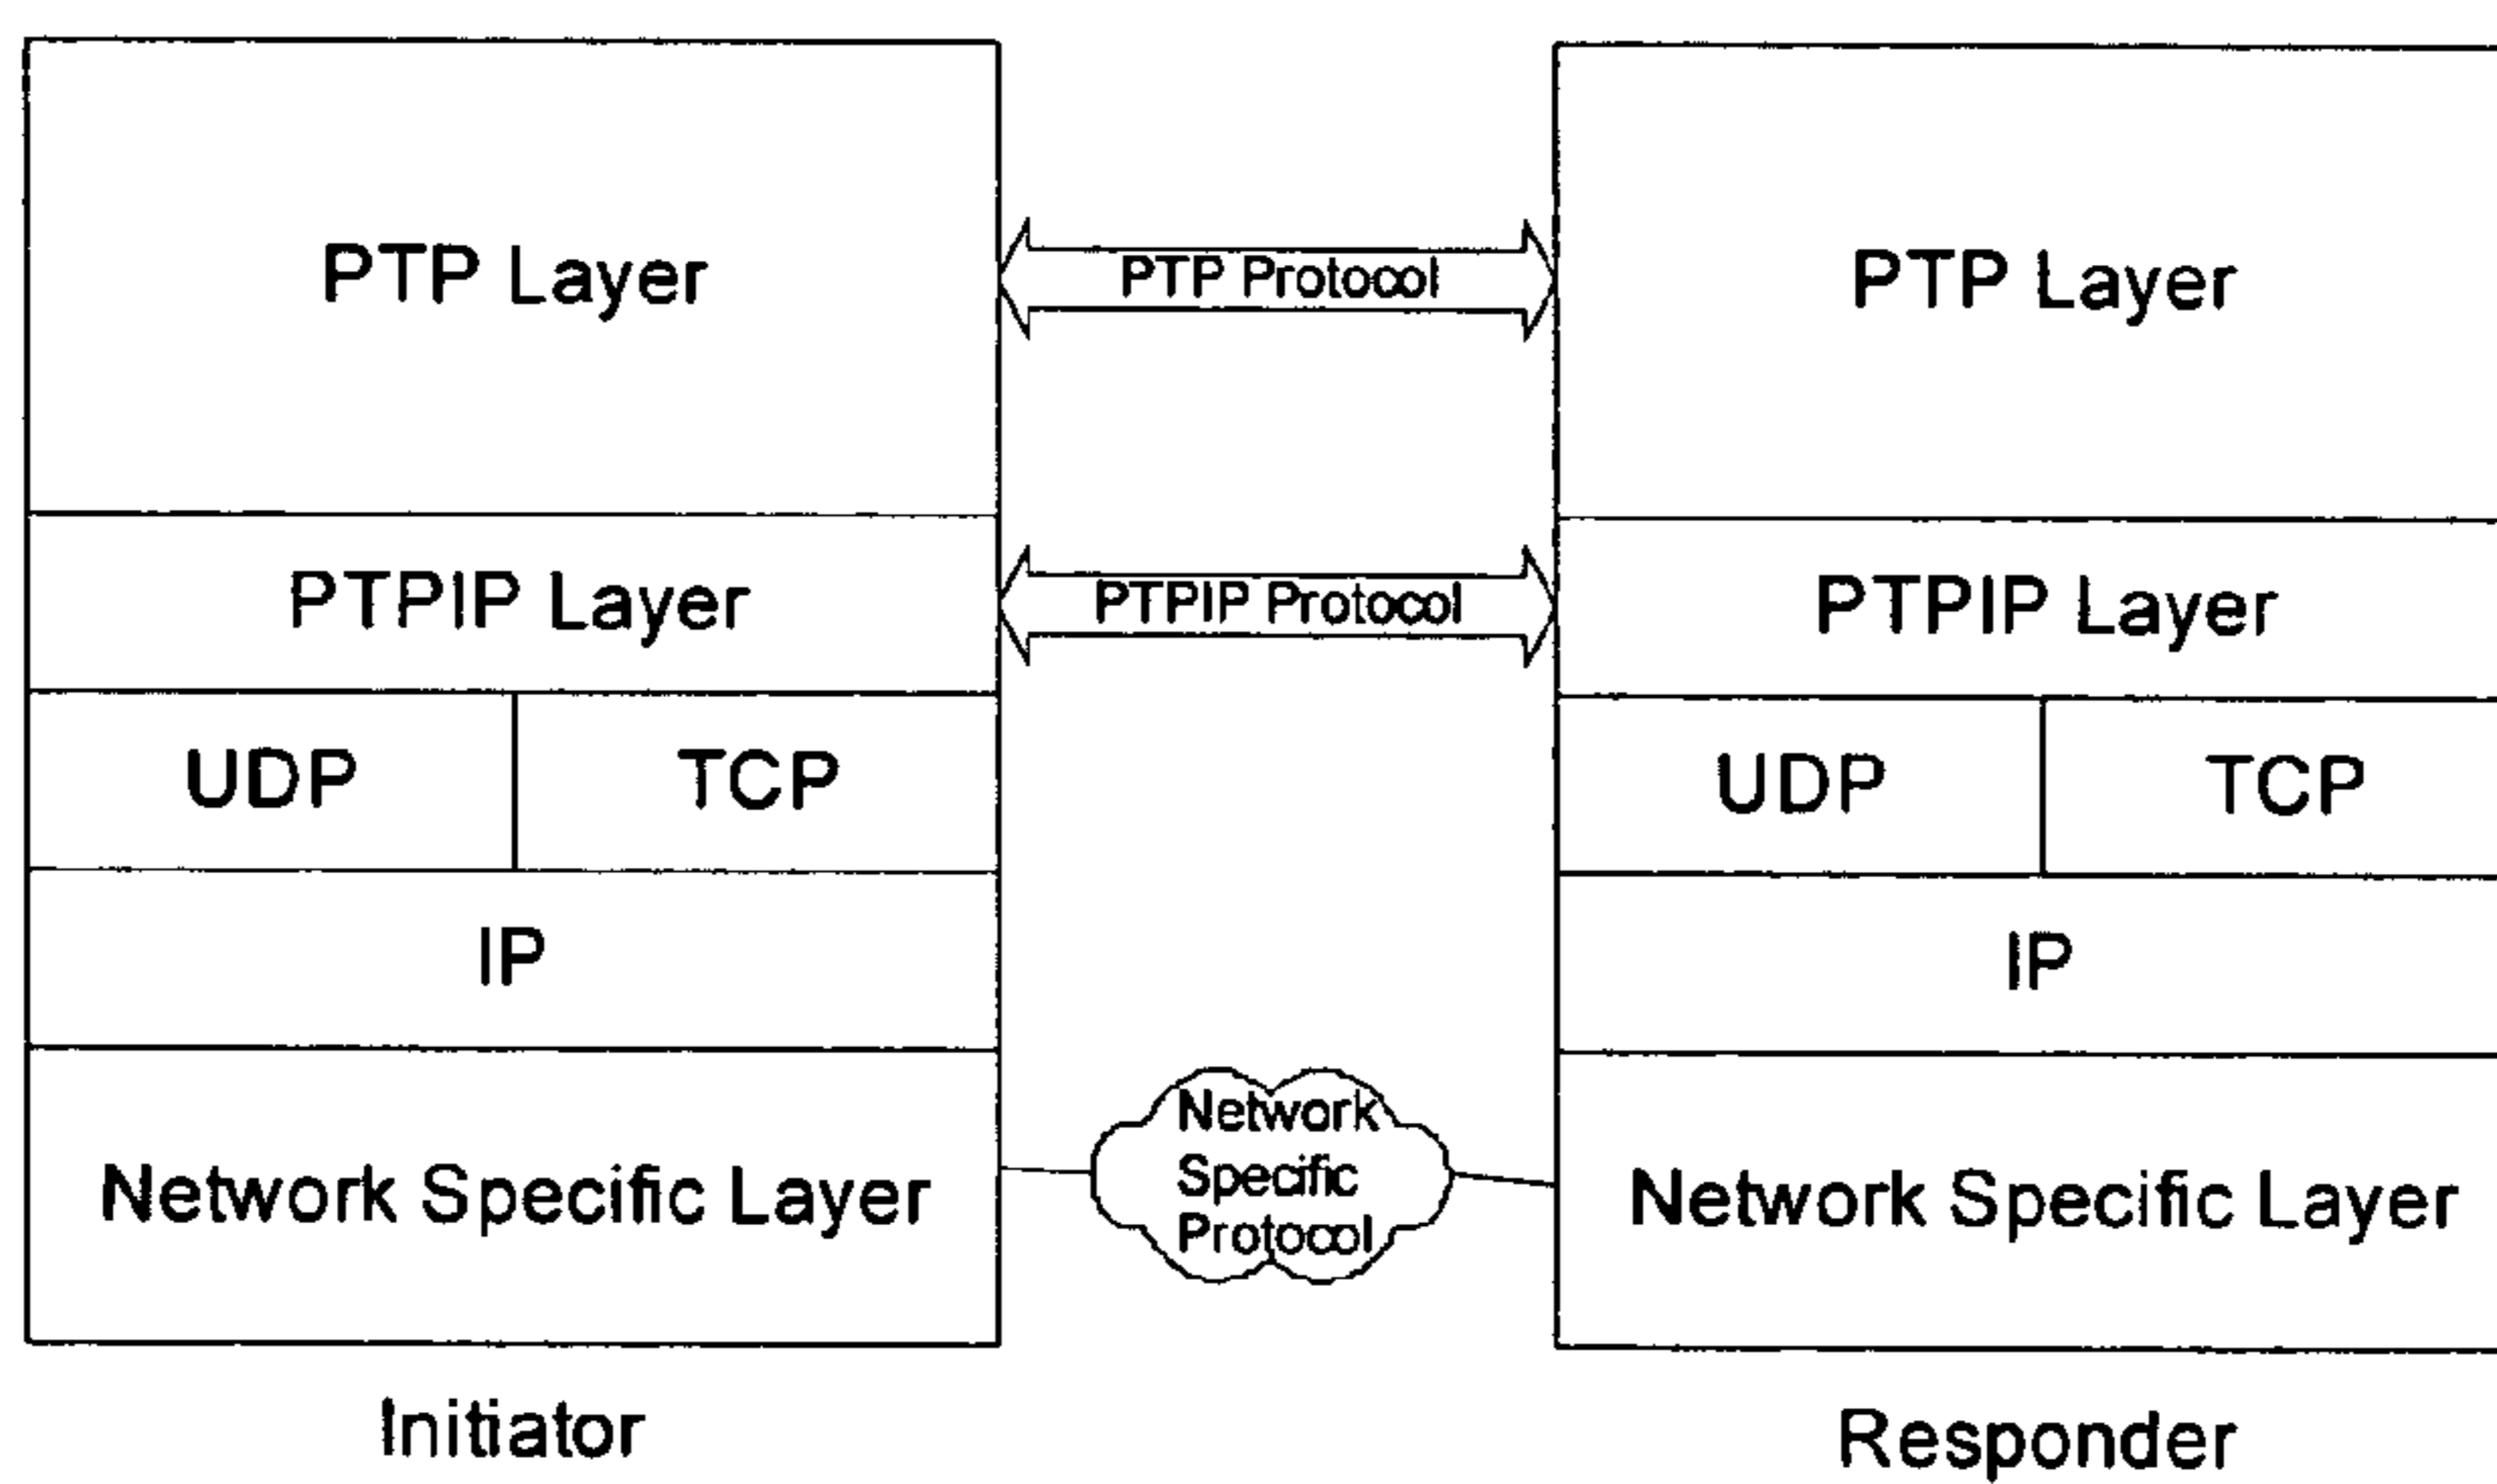 PTP Layer
PTP Protocol
PTP Layer
PTPIP Layer
PTPIP Protocol
PTPIP Layer
UDP
TCP
UDP
TCP
IP
IP
Network Specific Layer
Network
Specific
Protocol
Network Specific Layer
Initiator
Responder